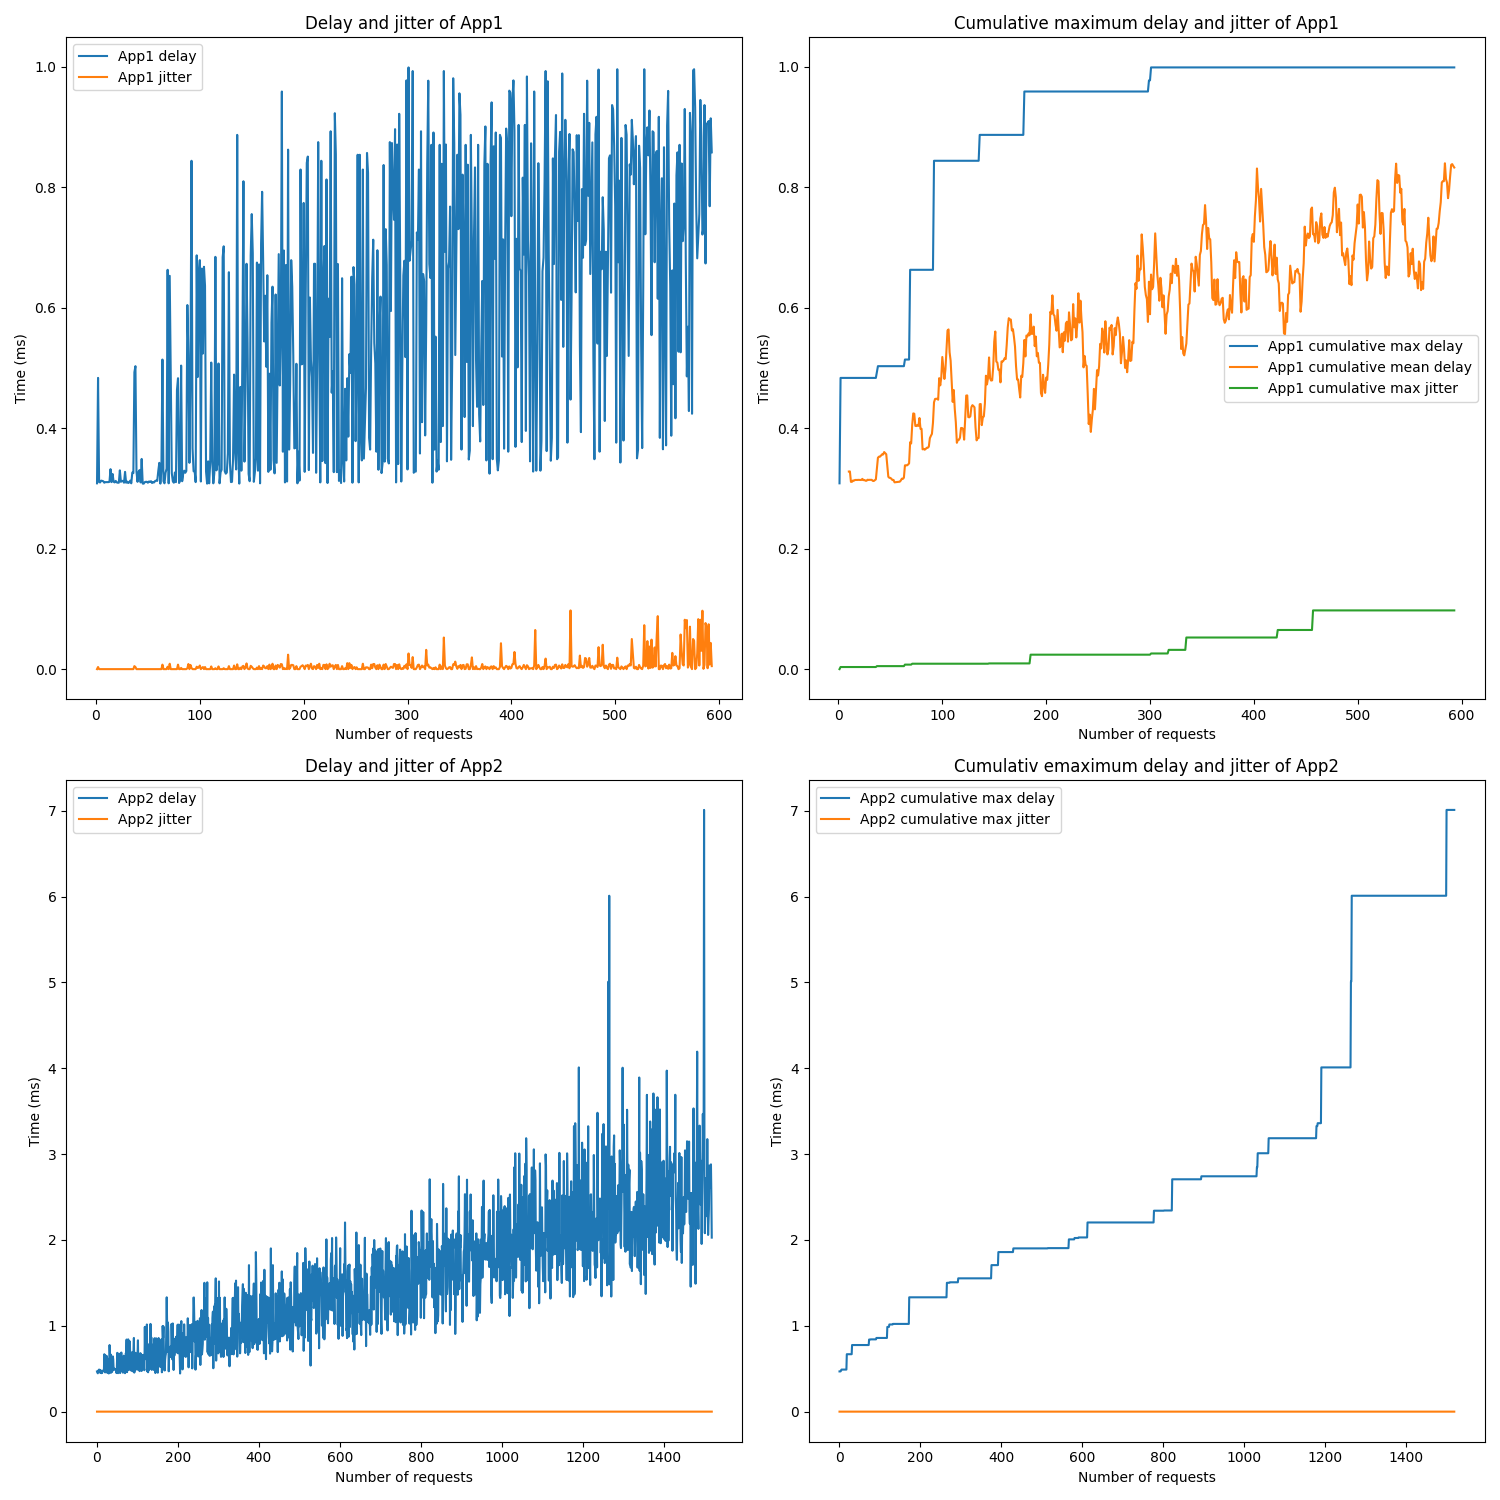 Delay and jitter of App1
App1 delay
App1 jitter
1.0
0.8
0.6
0.4
0.2
0.0
Time (ms)
0 100 200 300 400 500 600
Number of requests
Cumulative maximum delay and jitter of App1
1.0
0.8
0.6
0.4
0.2
0.0
Time (ms)
App1 cumulative max delay
App1 cumulative mean delay
App1 cumulative max jitter
0 100 200 300 400 500 600
Number of requests
Delay and jitter of App2
App2 delay
App2 jitter
7
6
5
4
3
2
1
0
Time (ms)
0 200 400 600 800 1000 1200 1400
Number of requests
Cumulativ emaximum delay and jitter of App2
App2 cumulative max delay
App2 cumulative max jitter
7
6
5
4
3
2
1
0
Time (ms)
0 200 400 600 800 1000 1200 1400
Number of requests